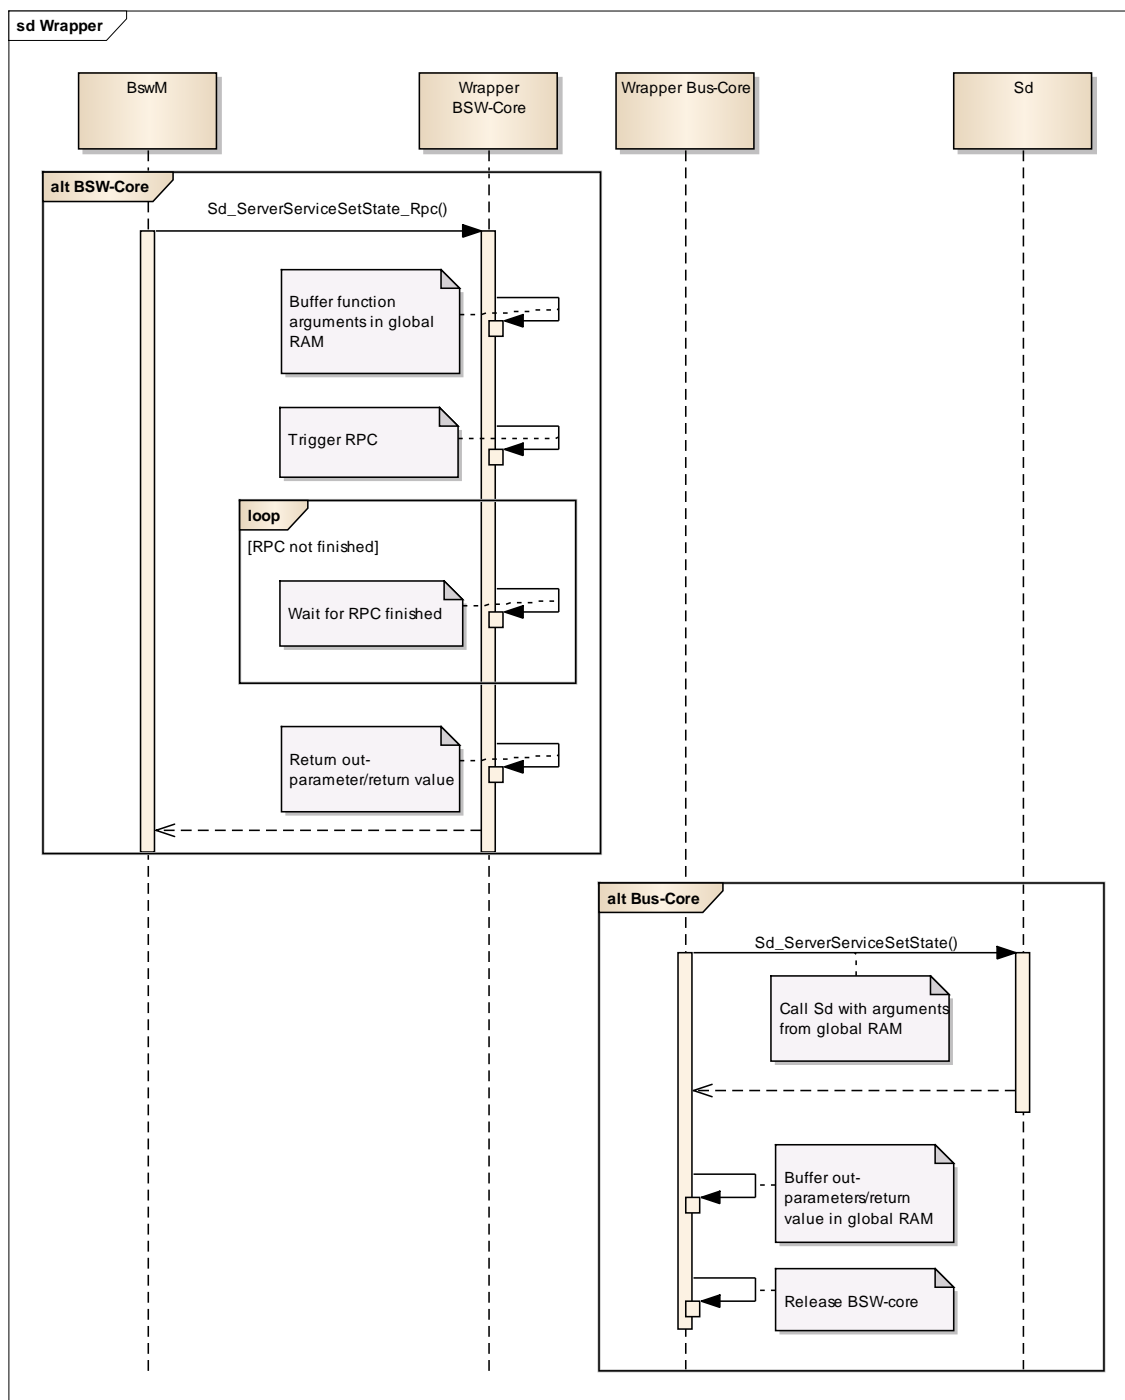 sd Wrapper
BswM
Wrapper
BSW-Core
Wrapper Bus-Core
Sd
alt BSW-Core
Sd_ServerServiceSetState_Rpc()
Buffer function
arguments in global
RAM
Trigger RPC
loop
[RPC not finished]
Wait for RPC finished
Return out-
parameter/return value
alt Bus-Core
Sd_ServerServiceSetState()
Call Sd with arguments
from global RAM
Buffer out-
parameters/return
value in global RAM
Release BSW-core